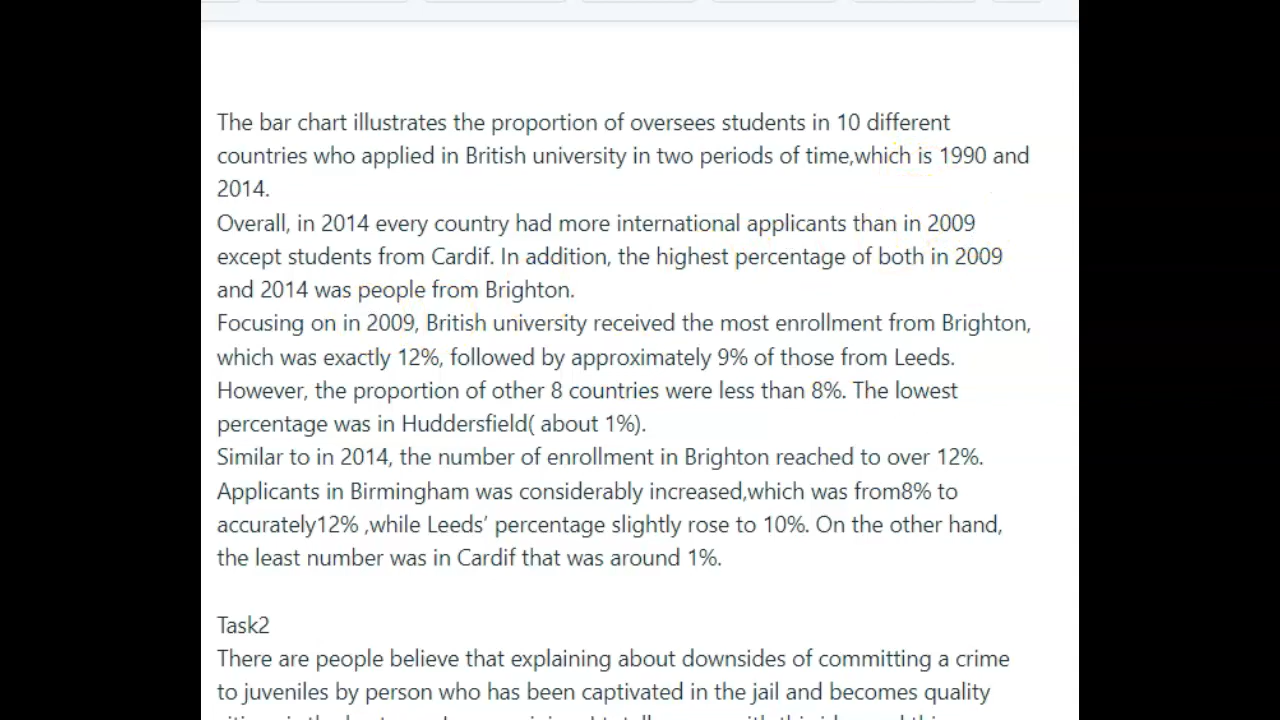 The bar chart illustrates the proportion of oversees students in 10 different
countries who applied in British university in two periods of time,which is 1990 and
2014.
Overall, in 2014 every country had more international applicants than in 2009
except students from Cardif. In addition, the highest percentage of both in 2009
and 2014 was people from Brighton.
Focusing on in 2009, British university received the most enrollment from Brighton,
which was exactly 12%, followed by approximately 9% of those from Leeds.
However, the proportion of other 8 countries were less than 8%. The lowest
percentage was in Huddersfield( about 1%).
Similar to in 2014, the number of enrollment in Brighton reached to over 12%.
Applicants in Birmingham was considerably increased,which was from8% to
accurately12% ,while Leeds’ percentage slightly rose to 10%. On the other hand,
the least number was in Cardif that was around 1%.
Task2
There are people believe that explaining about downsides of committing a crime
to juveniles by person who has been captivated in the jail and becomes quality